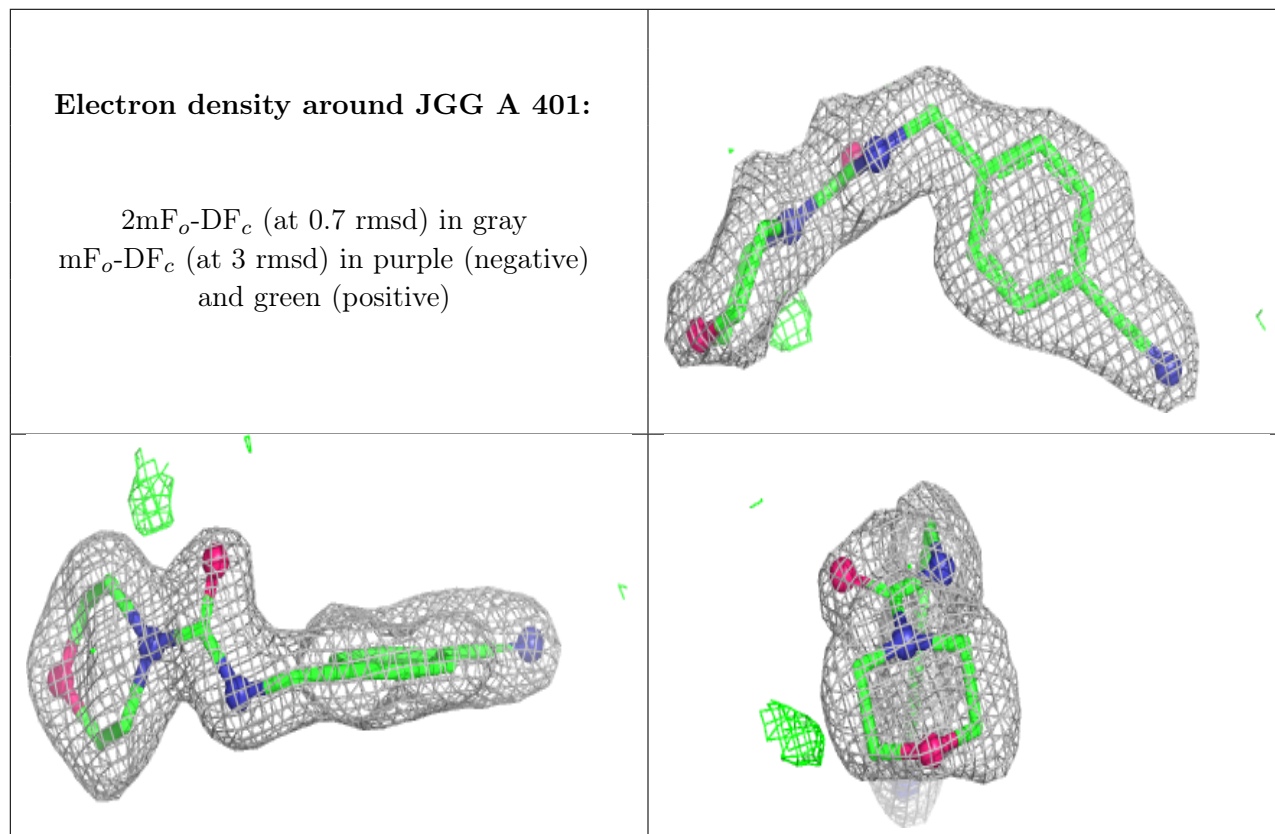 Electron density around JGG A 401:
2mFo-DFc (at 0.7 rmsd) in gray
mFo-DFc (at 3 rmsd) in purple (negative)
and green (positive)